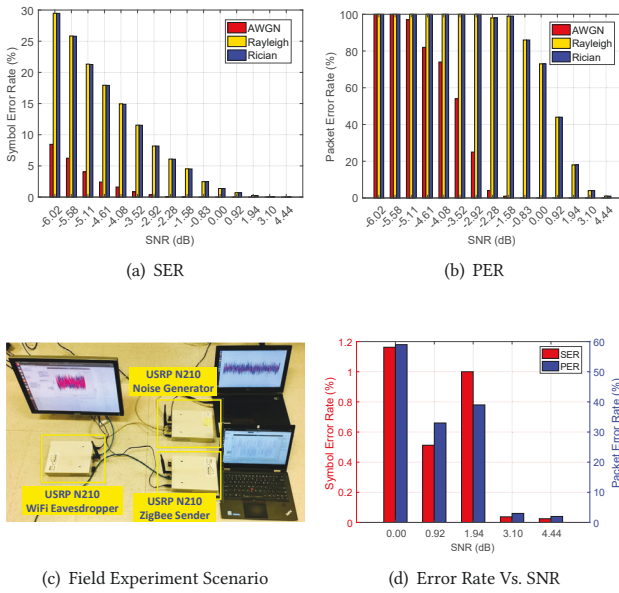 Symbol Error Rate (%)
30
25
20
15
10
5
0
AWGN
Rayleigh
Rician
-6.02 -5.58 -5.11 -4.61 -4.08 -3.52 -2.92 -2.28 -1.58 -0.83 0.00 0.92 1.94 3.10 4.44
SNR (dB)
(a) SER
Packet Error Rate (%)
100
80
60
40
20
0
AWGN
Rayleigh
Rician
-6.02 -5.58 -5.11 -4.61 -4.08 -3.52 -2.92 -2.28 -1.58 -0.83 0.00 0.92 1.94 3.10 4.44
SNR (dB)
(b) PER
USRP N210
Noise Generator
USRP N210
WiFi Eavesdropper
USRP N210
ZigBee Sender
(c) Field Experiment Scenario
Symbol Error Rate (%)
1.2
1
0.8
0.6
0.4
0.2
0
SER
PER
60
50
40
30
20
10
0
Packet Error Rate (%)
0.00 0.92 1.94 3.10 4.44
SNR (dB)
(d) Error Rate Vs. SNR